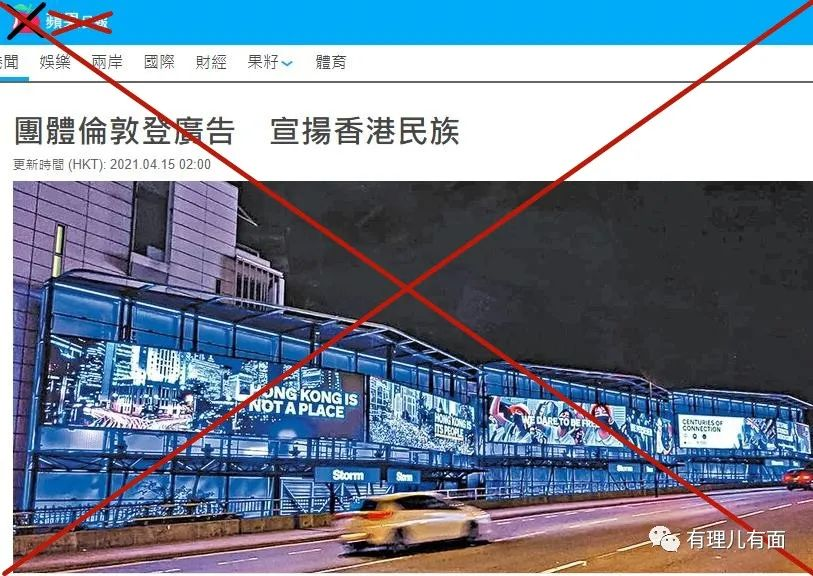 蘋果日報
港聞 娛樂 兩岸 國際 財經 果籽 體育
團體倫敦登廣告 宣揚香港民族
更新時間 (HKT): 2021.04.15 02:00
HONG KONG IS
NOT A PLACE
HONG KONG IS
ITS PEOPLE
WE DARE TO BE FREE
CENTURIES OF
CONNECTION
Storm
Storm
Storm
Storm
有理儿有面